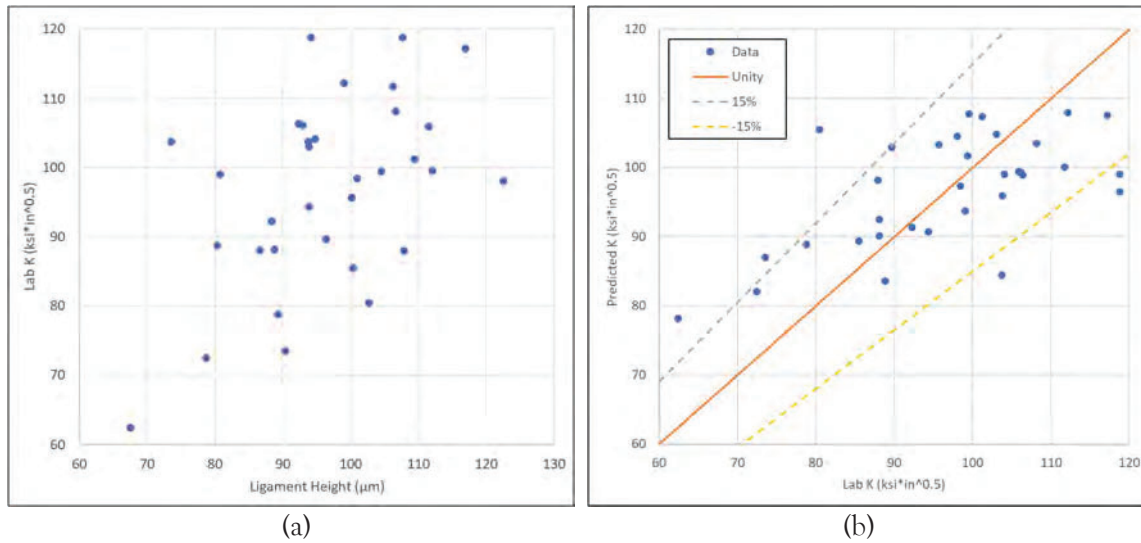 120
110
100
90
80
70
60
Lab K (ksi*in^0.5)
60 70 80 90 100 110 120 130
Ligament Height (μm)
(a)
120
110
100
90
80
70
60
Predicted K (ksi*in^0.5)
Data
Unity
15%
-15%
60 70 80 90 100 110 120
Lab K (ksi*in^0.5)
(b)